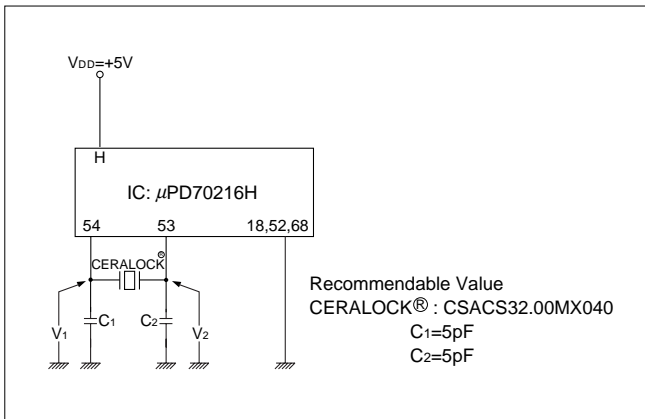 VDD=+5V
H
IC: μPD70216H
54 53 18,52,68
CERALOCK®
V1 C1 C2 V2
Recommendable Value
CERALOCK® : CSACS32.00MX040
C1=5pF
C2=5pF